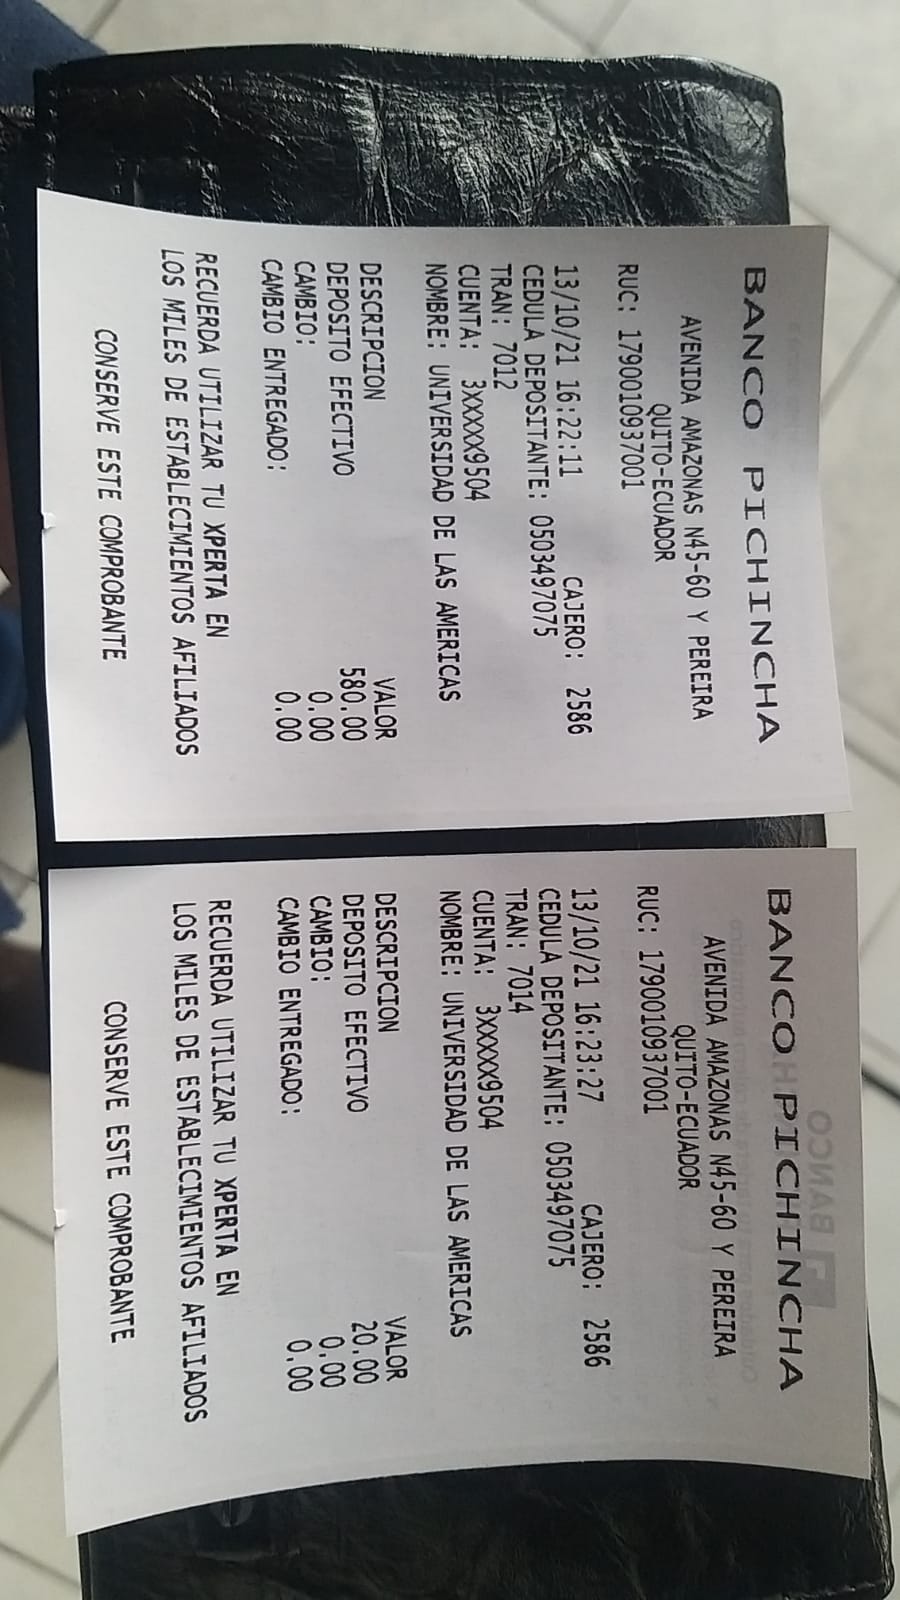 BANCO PICHINCHA
AVENIDA AMAZONAS N45-60 Y PEREIRA
QUITO-ECUADOR
RUC: 1790010937001
13/10/21 16:22:11 CAJERO: 2586
CEDULA DEPOSITANTE: 0503497075
TRAN: 7012
CUENTA: 3XXXXX9504
NOMBRE: UNIVERSIDAD DE LAS AMERICAS
DESCRIPCION VALOR
DEPOSITO EFECTIVO 580.00
CAMBIO: 0.00
CAMBIO ENTREGADO: 0.00
RECUERDA UTILIZAR TU XPERTA EN
LOS MILES DE ESTABLECIMIENTOS AFILIADOS
CONSERVE ESTE COMPROBANTE
BANCO PICHINCHA
AVENIDA AMAZONAS N45-60 Y PEREIRA
QUITO-ECUADOR
RUC: 1790010937001
13/10/21 16:23:27 CAJERO: 2586
CEDULA DEPOSITANTE: 0503497075
TRAN: 7014
CUENTA: 3XXXXX9504
NOMBRE: UNIVERSIDAD DE LAS AMERICAS
DESCRIPCION VALOR
DEPOSITO EFECTIVO 20.00
CAMBIO: 0.00
CAMBIO ENTREGADO: 0.00
RECUERDA UTILIZAR TU XPERTA EN
LOS MILES DE ESTABLECIMIENTOS AFILIADOS
CONSERVE ESTE COMPROBANTE